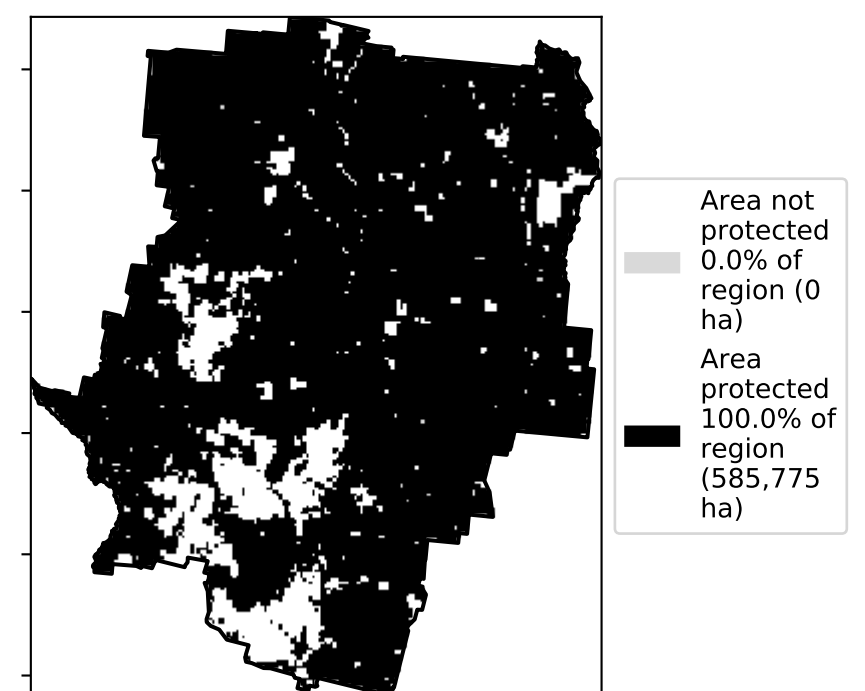 Area not
protected
0.0% of
region (0
ha)
Area
protected
100.0% of
region
(585,775
ha)